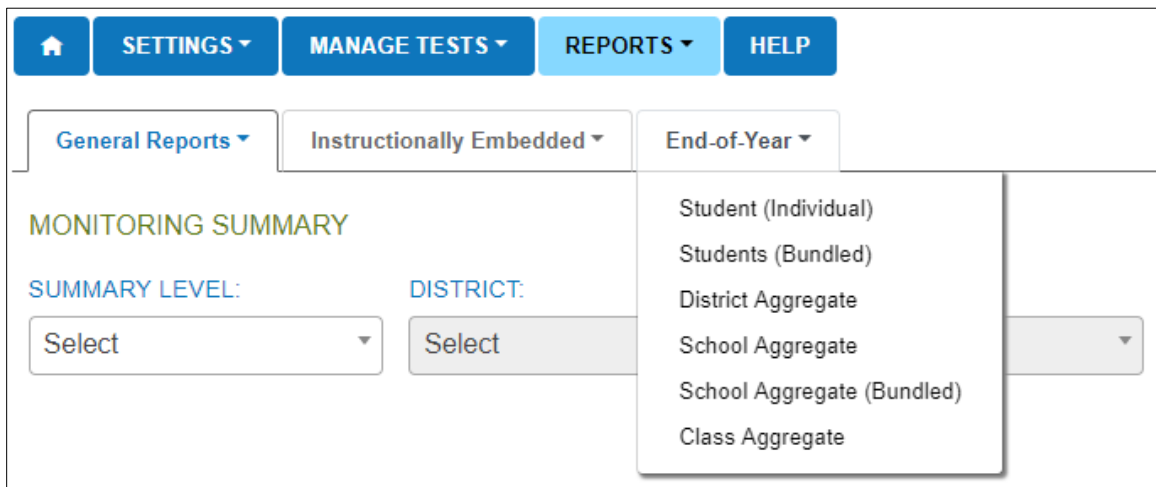 SETTINGS MANAGE TESTS REPORTS HELP
General Reports Instructionally Embedded End-of-Year
MONITORING SUMMARY
SUMMARY LEVEL: DISTRICT:
Select Select
Student (Individual)
Students (Bundled)
District Aggregate
School Aggregate
School Aggregate (Bundled)
Class Aggregate